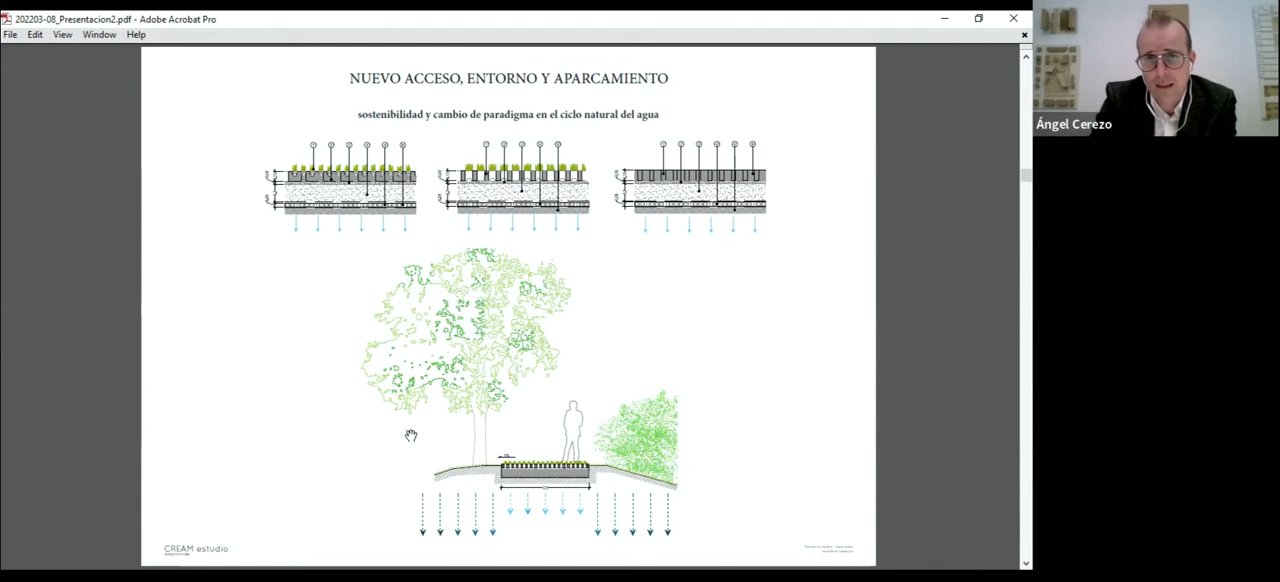 202203-08_Presentacion2.pdf - Adobe Acrobat Pro
File Edit View Window Help
NUEVO ACCESO, ENTORNO Y APARCAMIENTO
sostenibilidad y cambio de paradigma en el ciclo natural del agua
Ángel Cerezo
CREAM estudio